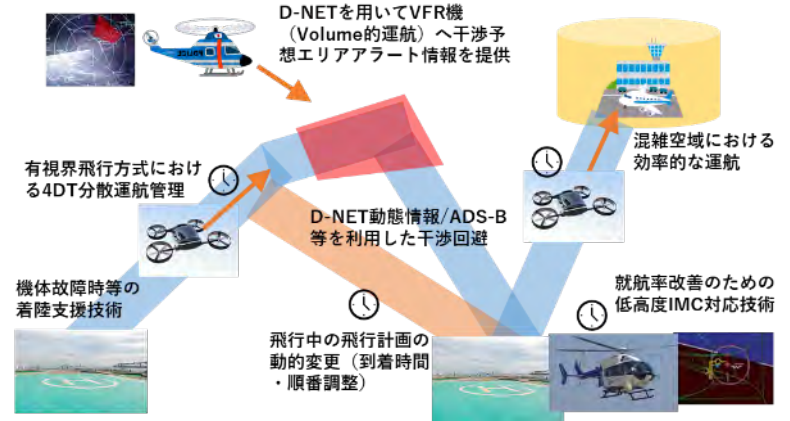 D-NETを用いてVFR機
（Volume的運航）へ干渉予
想エリアアラート情報を提供
混雑空域における
効率的な運航
有視界飛行方式におけ
る4DT分散運航管理
D-NET動態情報/ADS-B
等を利用した干渉回避
機体故障時等の
着陸支援技術
就航率改善のための
低高度IMC対応技術
飛行中の飛行計画の
動的変更（到着時間
・順番調整）